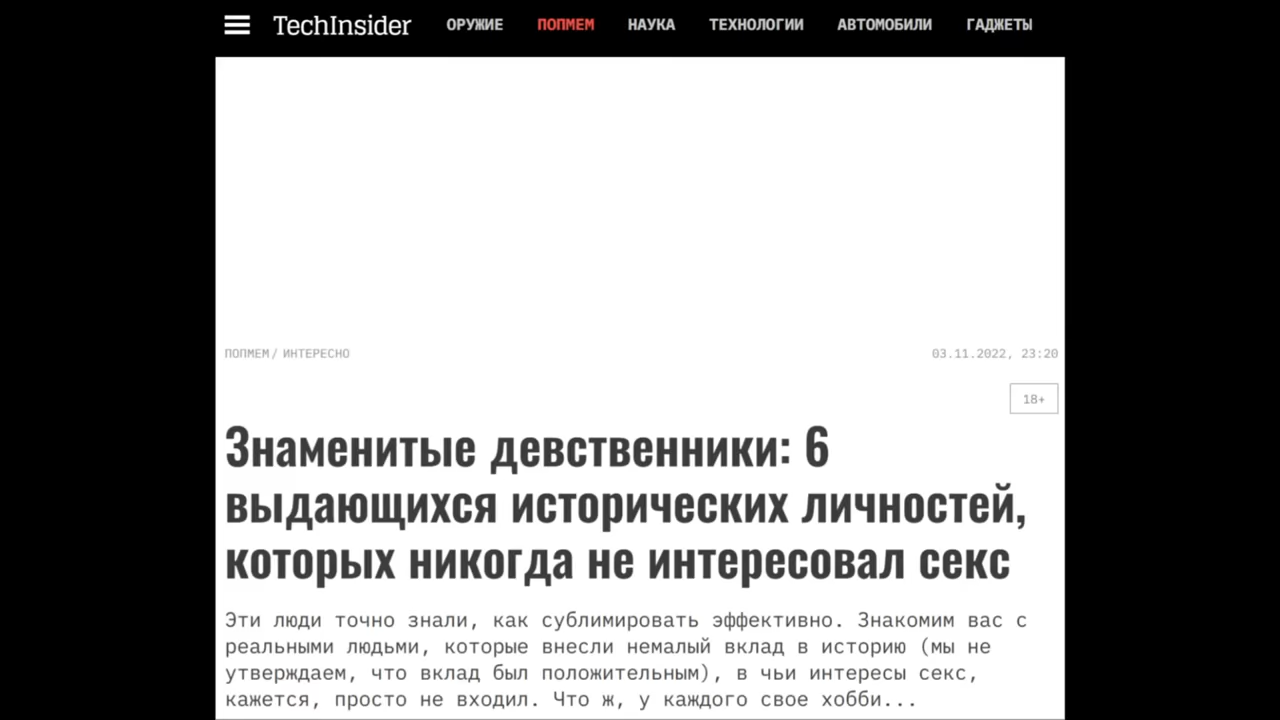 TechInsider ОРУЖИЕ ПОПМЕМ НАУКА ТЕХНОЛОГИИ АВТОМОБИЛИ ГАДЖЕТЫ
ПОПМЕМ / ИНТЕРЕСНО 03.11.2022, 23:20
18+
Знаменитые девственники: 6
выдающихся исторических личностей,
которых никогда не интересовал секс
Эти люди точно знали, как сублимировать эффективно. Знакомим вас с
реальными людьми, которые внесли немалый вклад в историю (мы не
утверждаем, что вклад был положительным), в чьи интересы секс,
кажется, просто не входил. Что ж, у каждого свое хобби...